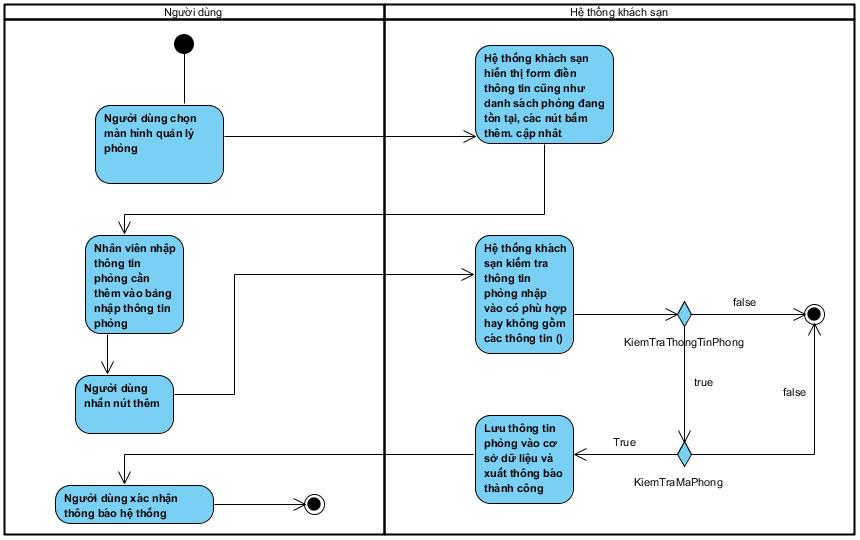 Người dùng
Hệ thống khách sạn
Người dùng chọn
màn hình quản lý
phòng
Hệ thống khách sạn
hiển thị form điền
thông tin cũng như
danh sách phòng đang
tồn tại, các nút bấm
thêm. cập nhât
Nhân viên nhập
thông tin
phòng cần
thêm vào bảng
nhập thông tin
phòng
Hệ thống khách
sạn kiểm tra
thông tin
phòng nhập
vào có phù hợp
hay không gồm
các thông tin ()
false
KiemTraThongTinPhong
true
false
Người dùng
nhấn nút thêm
Lưu thông tin
phòng vào cơ
sở dữ liệu và
xuất thông báo
thành công
True
KiemTraMaPhong
Người dùng xác nhận
thông báo hệ thống